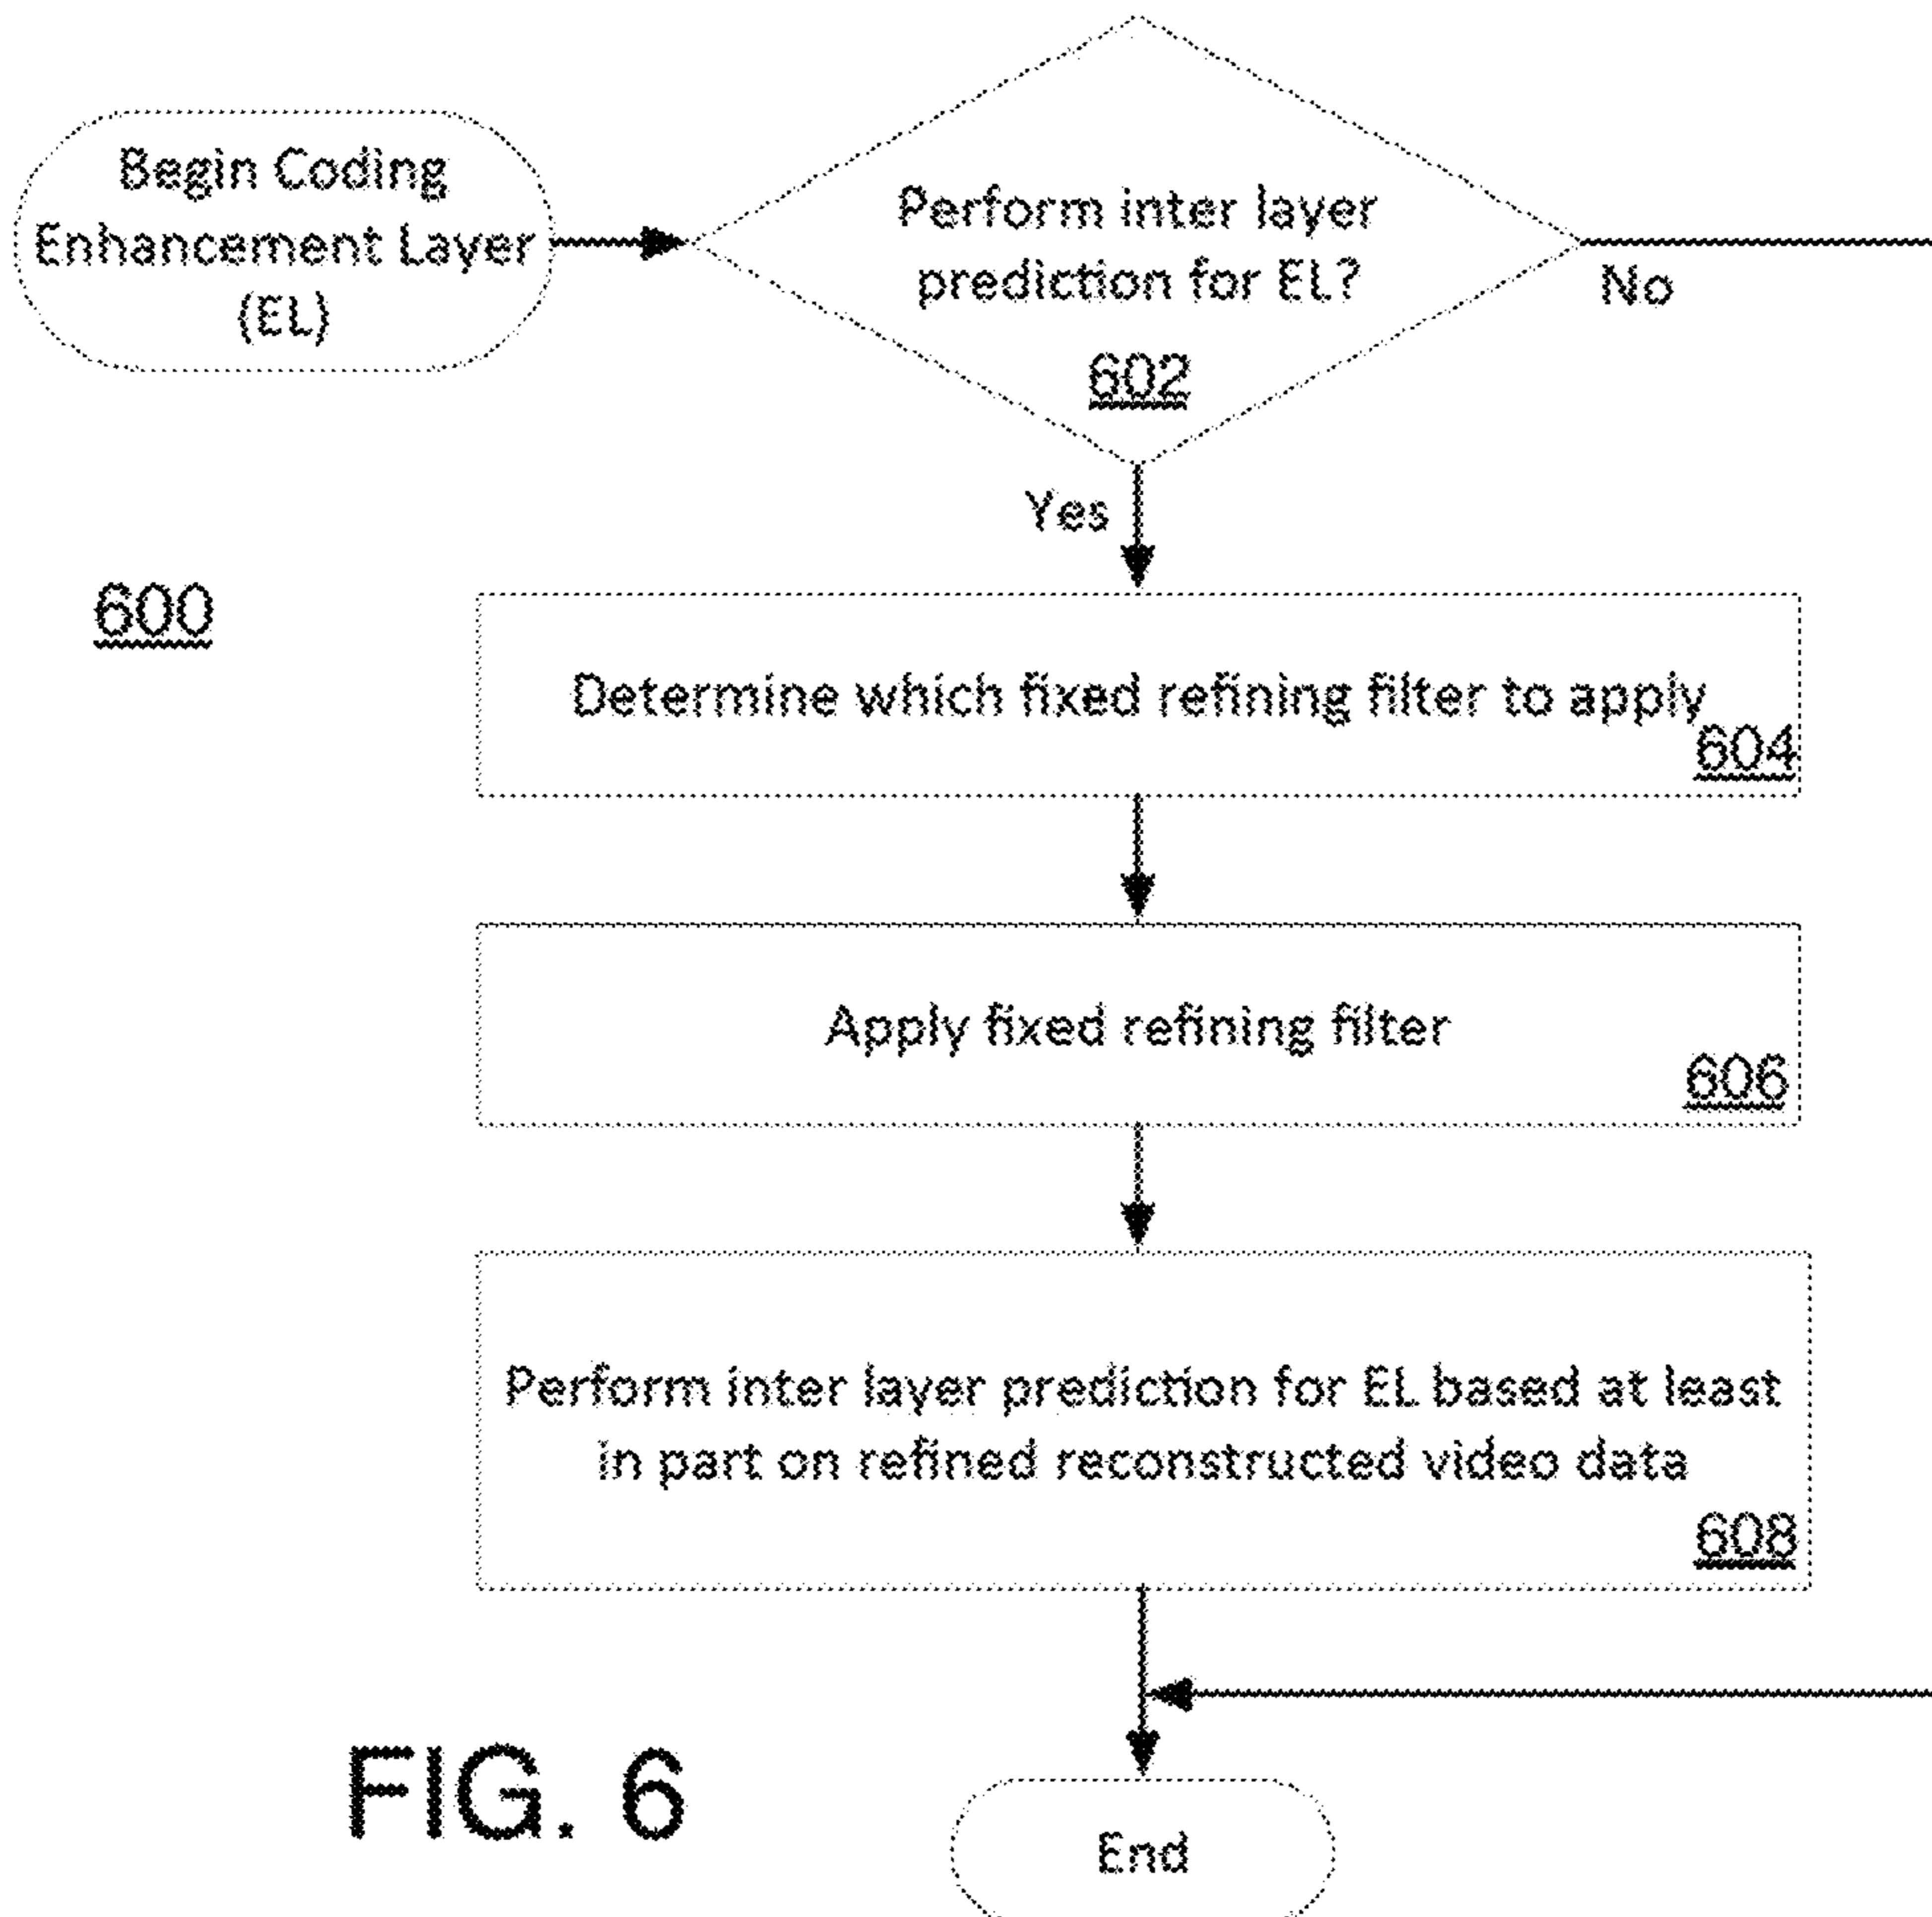 Begin Coding
Enhancement Layer
(EL)
Perform inter layer
prediction for EL?
602
No
Yes
600
Determine which fixed refining filter to apply
604
Apply fixed refining filter
606
Perform inter layer prediction for EL based at least
in part on refined reconstructed video data
608
FIG. 6
End